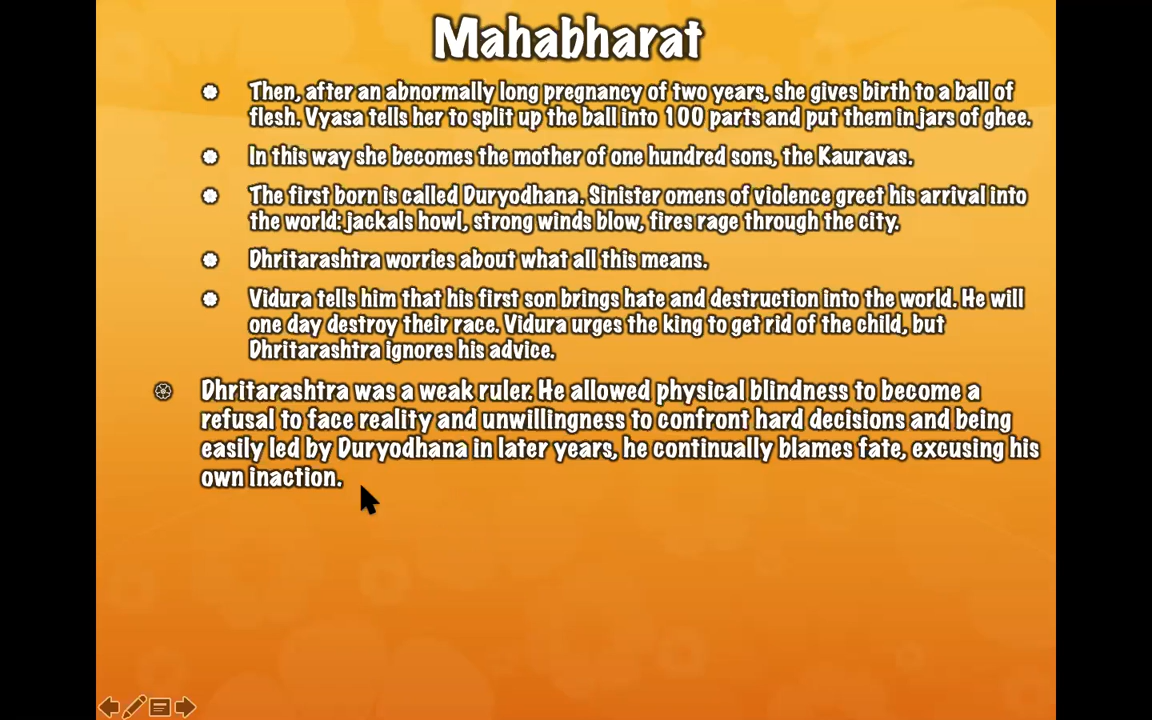 Mahabharat
Then, after an abnormally long pregnancy of two years, she gives birth to a ball of
flesh. Vyasa tells her to split up the ball into 100 parts and put them in jars of ghee.
In this way she becomes the mother of one hundred sons, the Kauravas.
The first born is called Duryodhana. Sinister omens of violence greet his arrival into
the world: jackals howl, strong winds blow, fires rage through the city.
Dhritarashtra worries about what all this means.
Vidura tells him that his first son brings hate and destruction into the world. He will
one day destroy their race. Vidura urges the king to get rid of the child, but
Dhritarashtra ignores his advice.
Dhritarashtra was a weak ruler. He allowed physical blindness to become a
refusal to face reality and unwillingness to confront hard decisions and being
easily led by Duryodhana in later years, he continually blames fate, excusing his
own inaction.